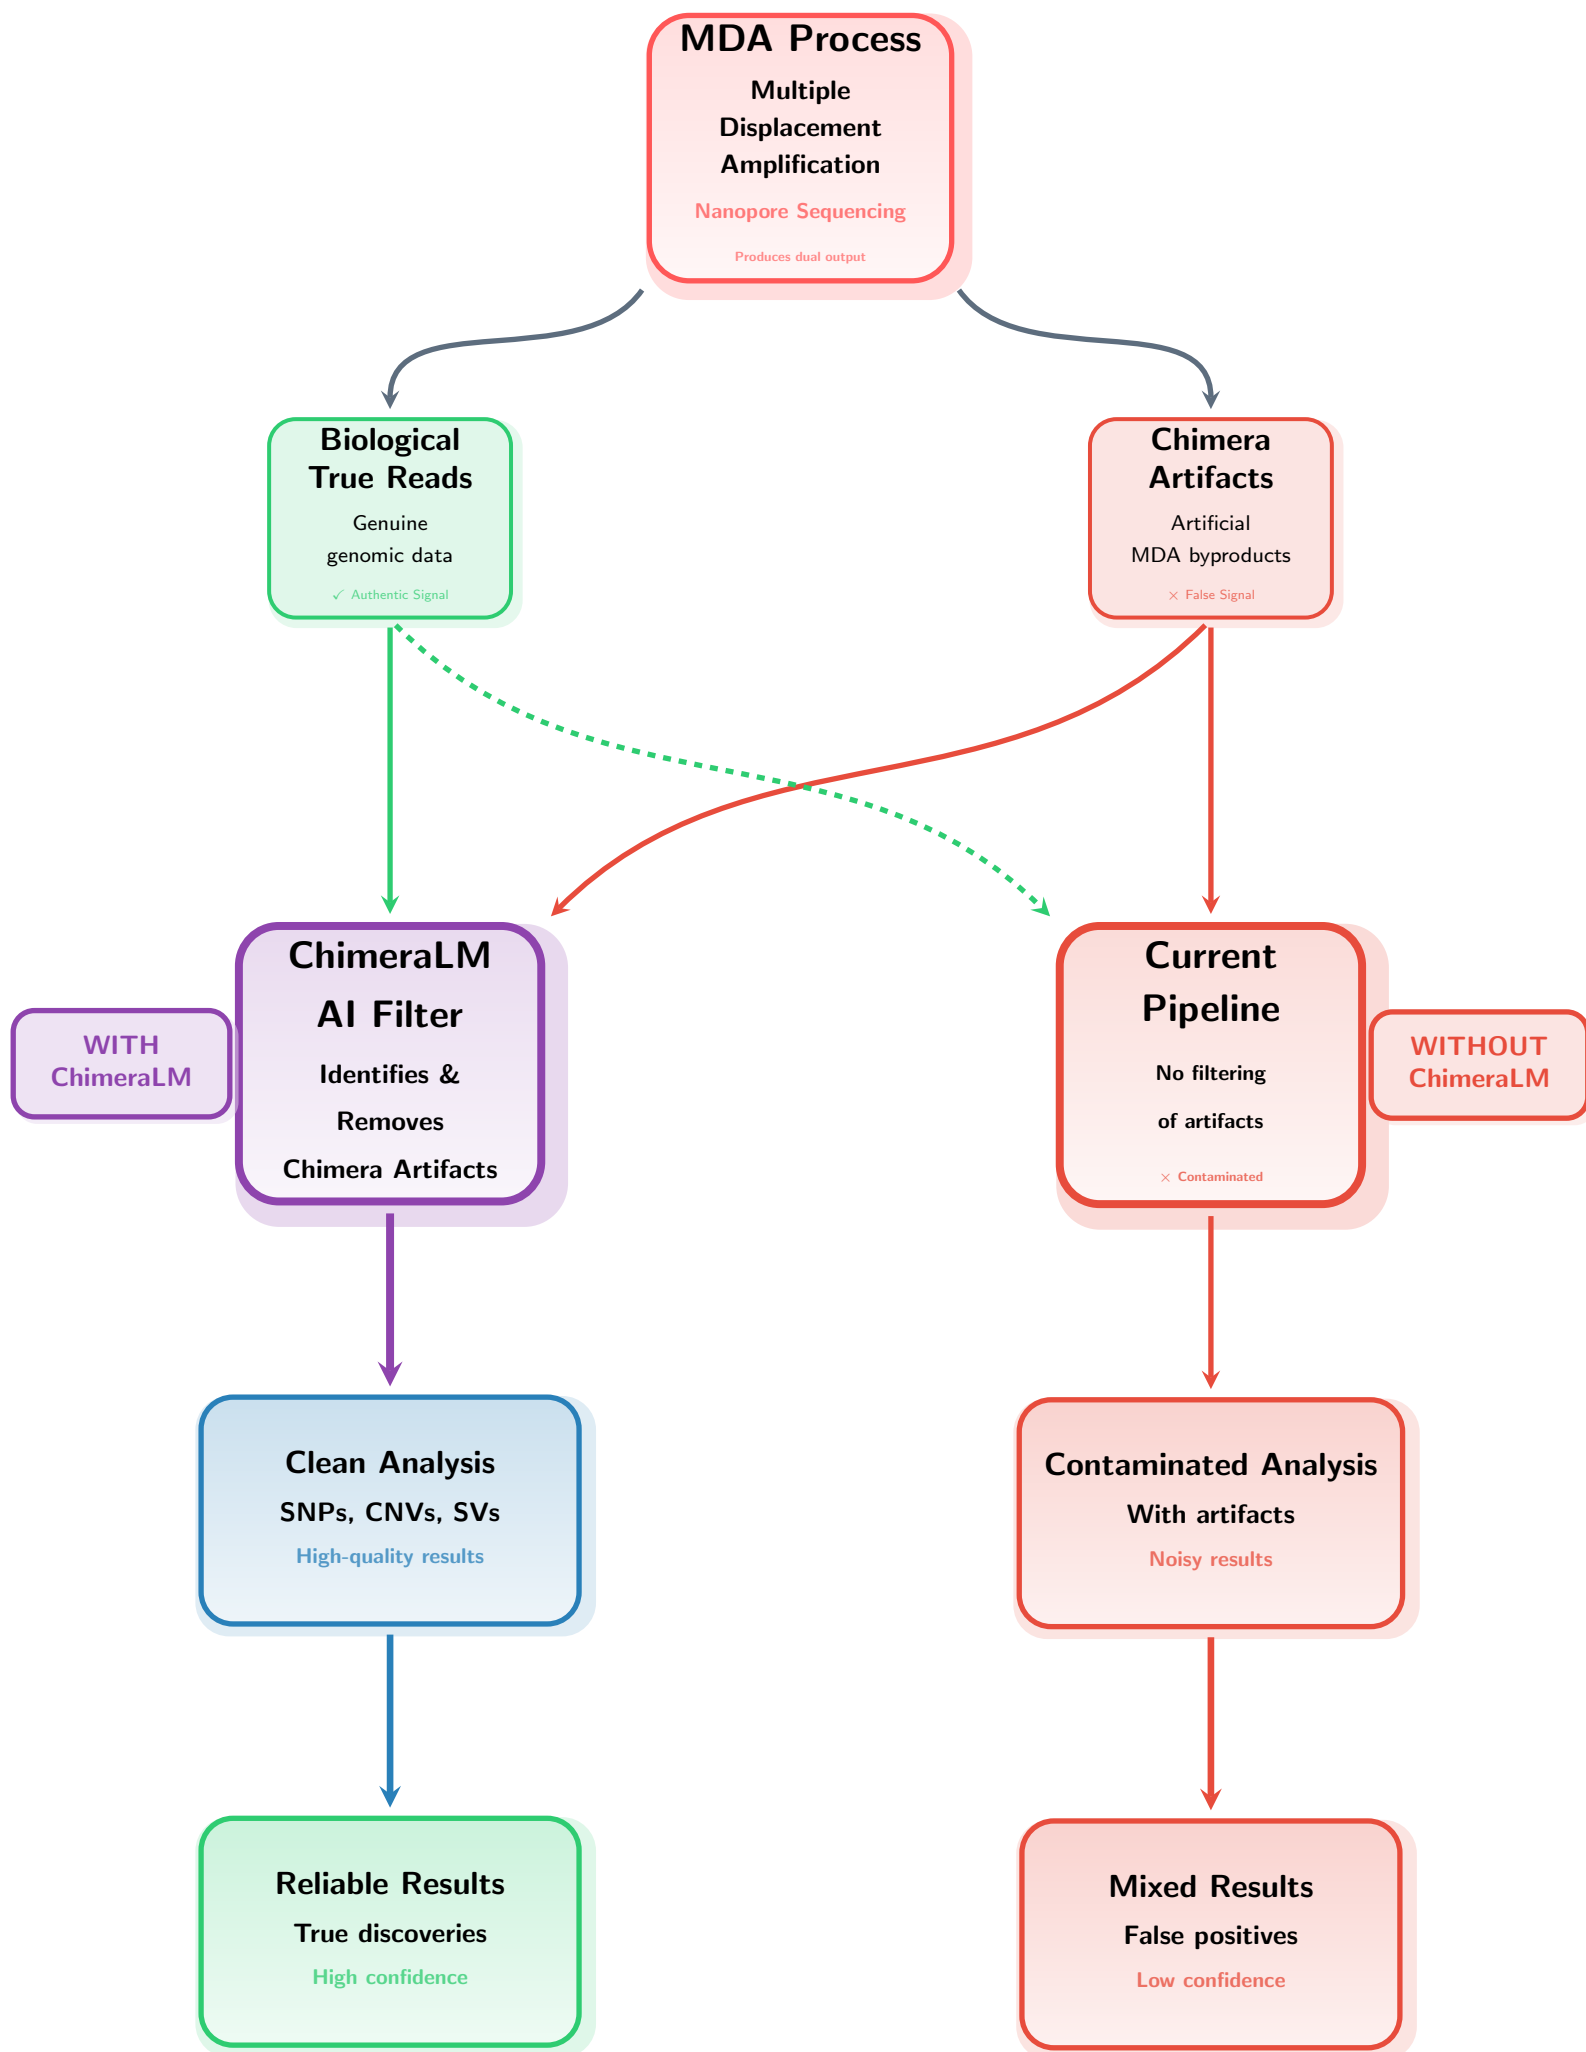 MDA Process
Multiple
Displacement
Amplification
Nanopore Sequencing
Produces dual output
Biological
True Reads
Genuine
genomic data
✓ Authentic Signal
Chimera
Artifacts
Artificial
MDA byproducts
× False Signal
WITH
ChimeraLM
ChimeraLM
AI Filter
Identifies &
Removes
Chimera Artifacts
Current
Pipeline
No filtering
of artifacts
× Contaminated
WITHOUT
ChimeraLM
Clean Analysis
SNPs, CNVs, SVs
High-quality results
Contaminated Analysis
With artifacts
Noisy results
Reliable Results
True discoveries
High confidence
Mixed Results
False positives
Low confidence